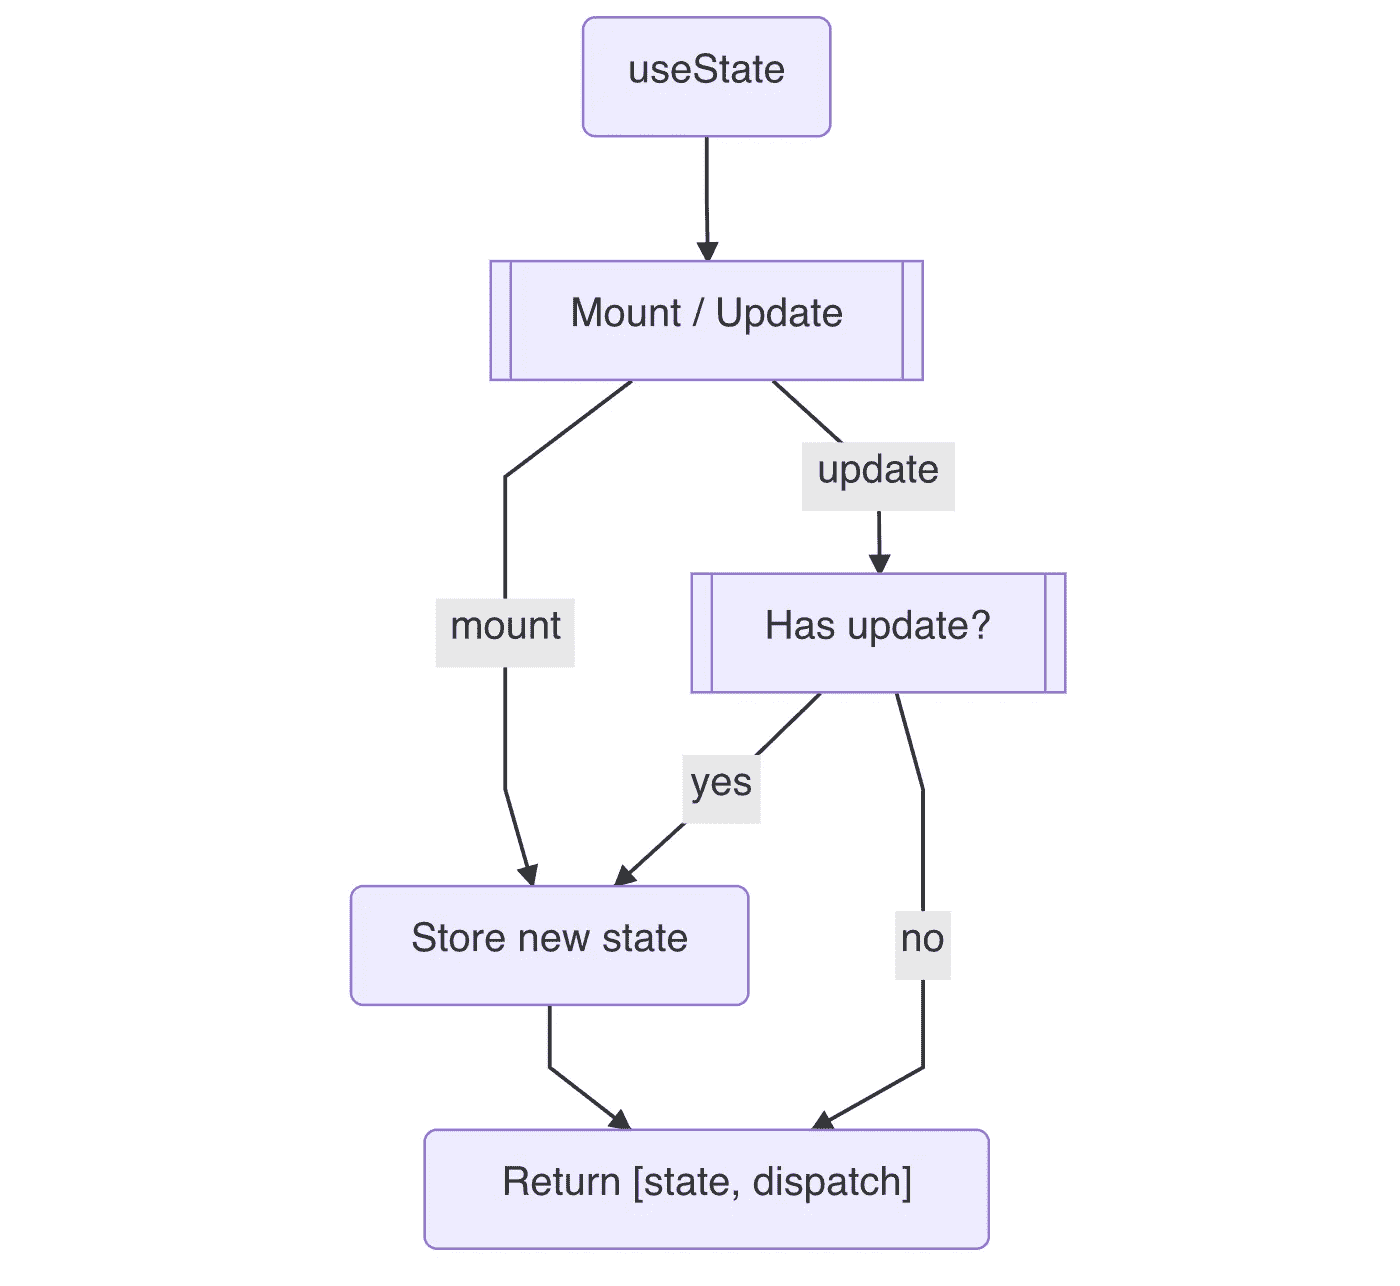 useState
Mount / Update
update
mount
Has update?
yes
Store new state
no
Return [state, dispatch]